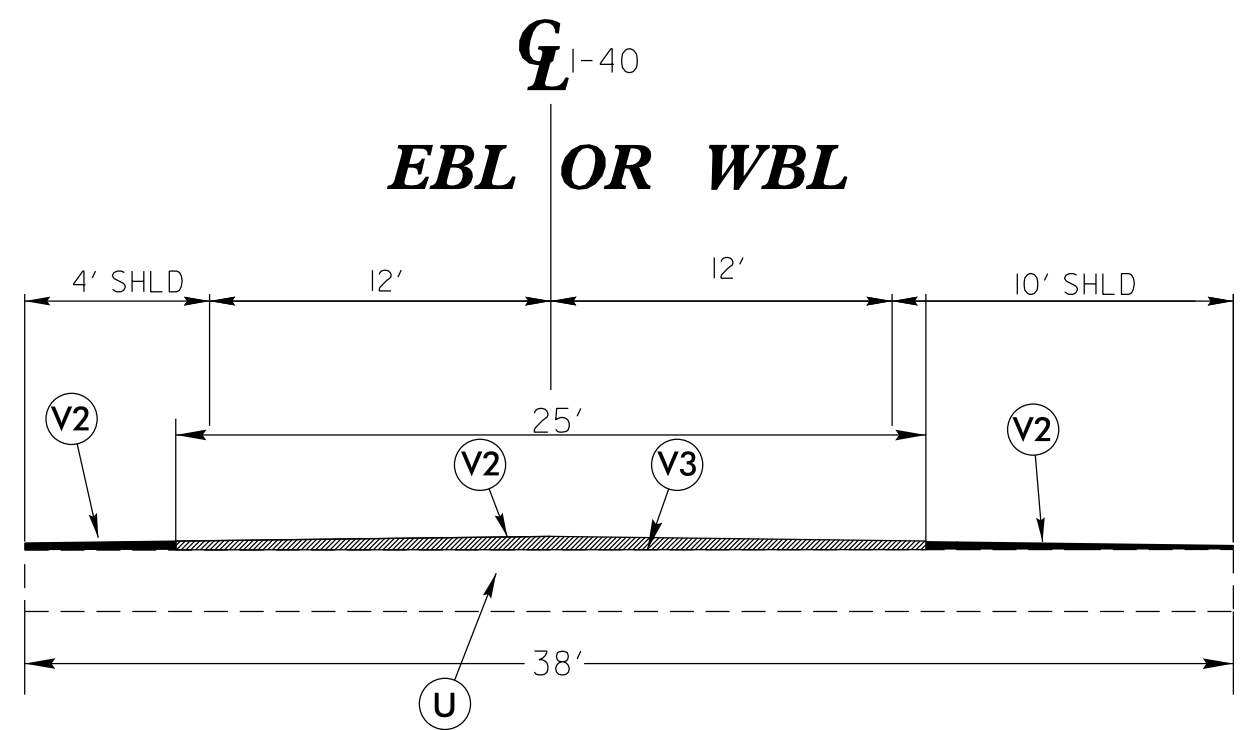 CL I-40
EBL OR WBL
4' SHLD 12' 12' 10' SHLD
25'
V2 V2 V3 V2
38'
U